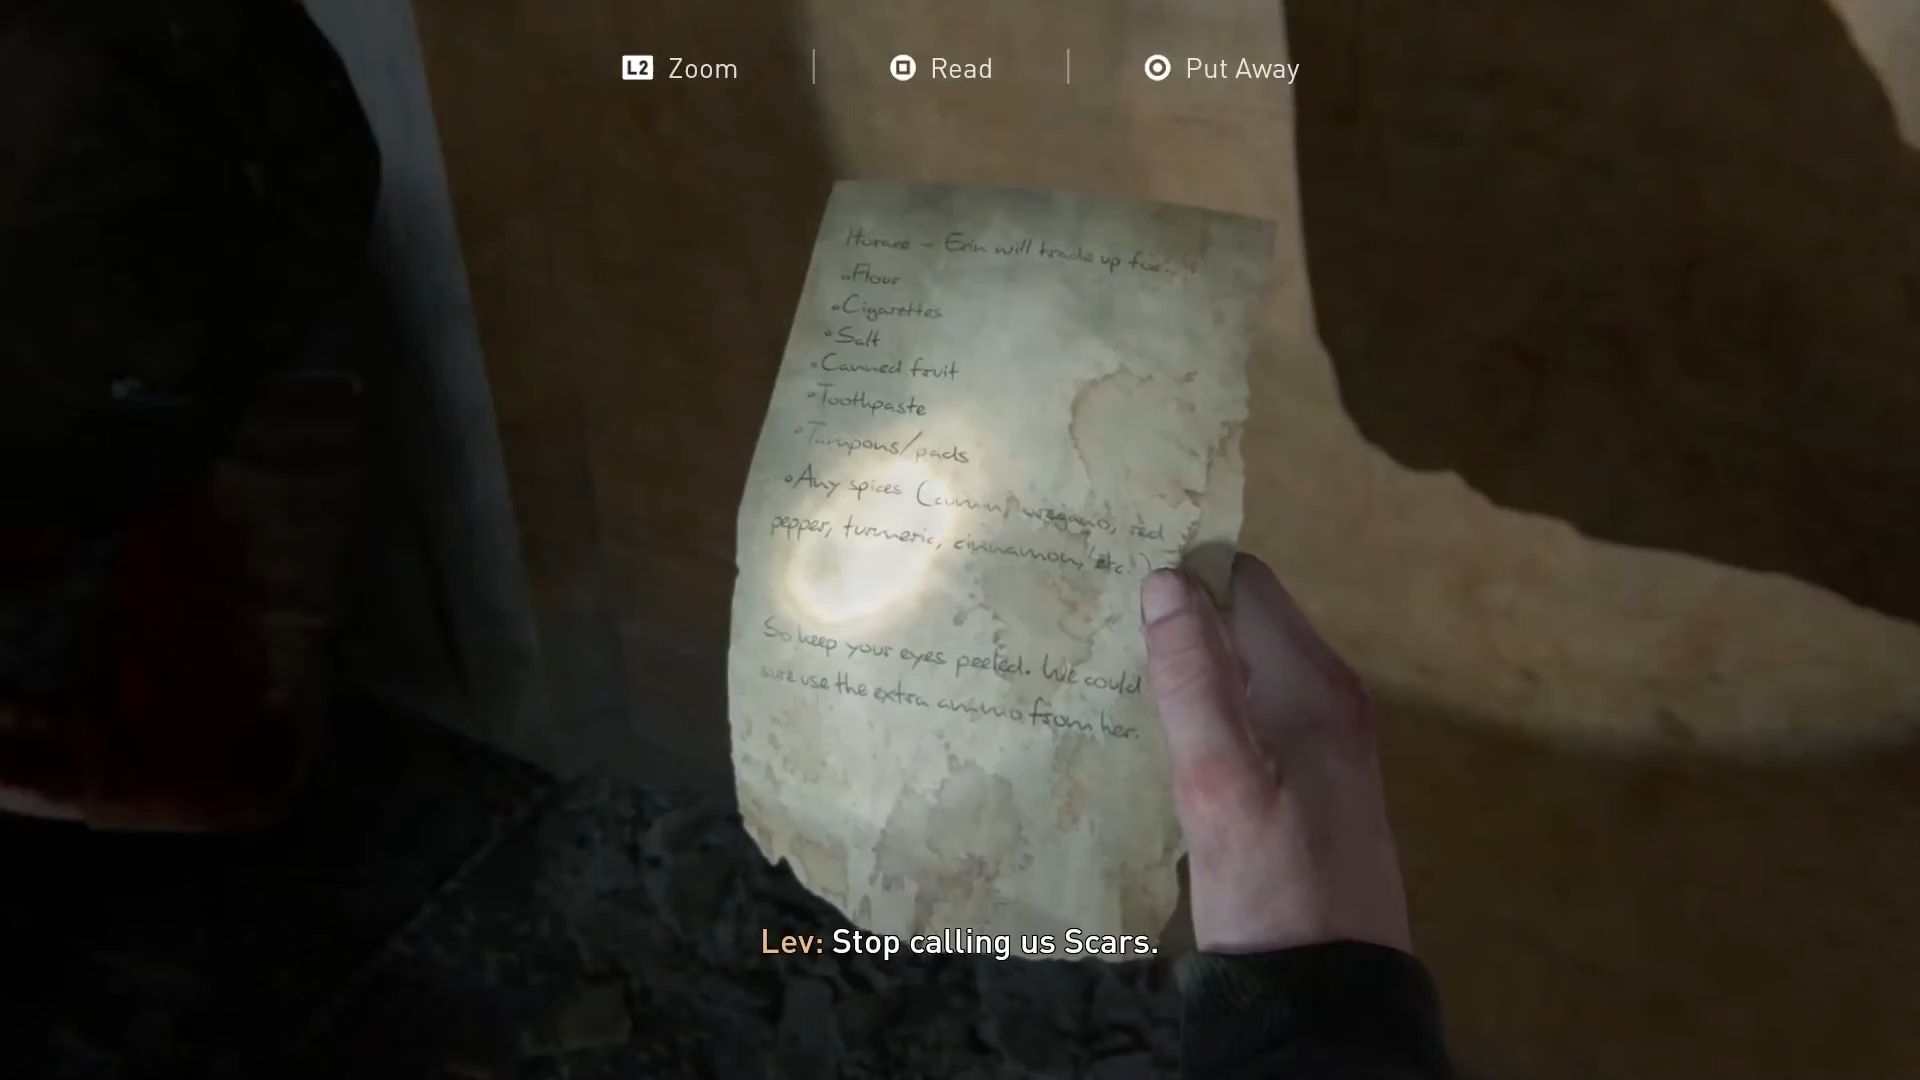 L2 Zoom | Read | Put Away
Horace - Erin will trade up for:
•Flour
•Cigarettes
•Salt
•Canned fruit
•Toothpaste
•Tampons/pads
•Any spices (cumin, oregano, red
pepper, turmeric, cinnamon, etc.)
So keep your eyes peeled. We could
sure use the extra ammo from her.
Lev: Stop calling us Scars.